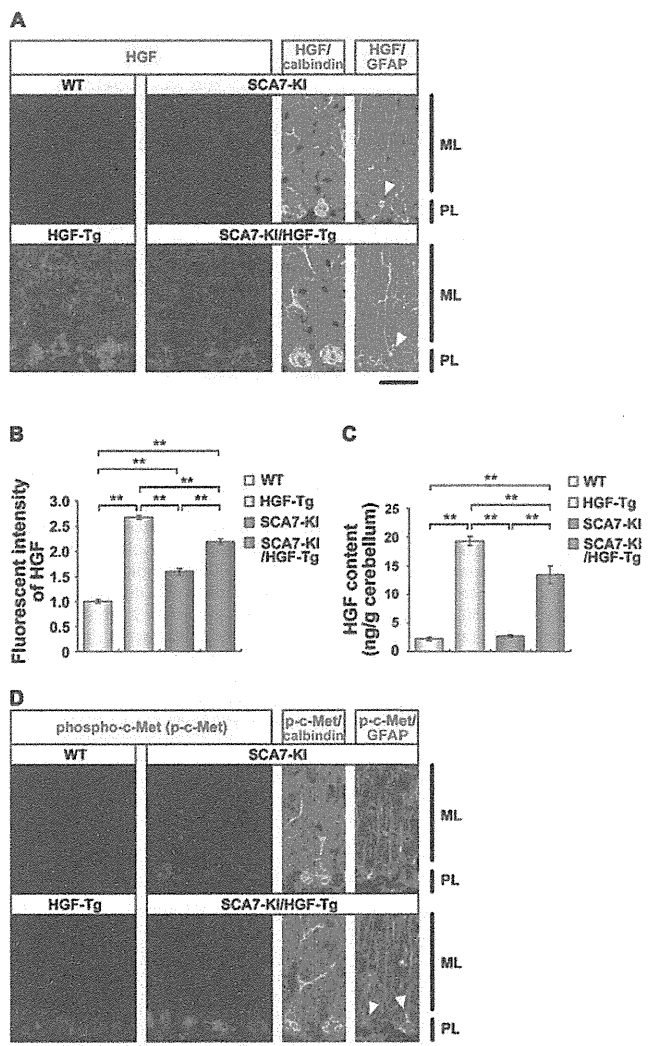 A
HGF
HGF/
calbindin
HGF/
GFAP
WT
SCA7-KI
ML
PL
HGF-Tg
SCA7-KI/HGF-Tg
ML
PL
B
**
**
**
** ** **
Fluorescent intensity
of HGF
3.0
2.5
2.0
1.5
1.0
0.5
0
WT
HGF-Tg
SCA7-KI
SCA7-KI
/HGF-Tg
C
**
**
** ** **
HGF content
(ng/g cerebellum)
25
20
15
10
5
0
WT
HGF-Tg
SCA7-KI
SCA7-KI
/HGF-Tg
D
phospho-c-Met (p-c-Met)
p-c-Met/
calbindin
p-c-Met/
GFAP
WT
SCA7-KI
ML
PL
HGF-Tg
SCA7-KI/HGF-Tg
ML
PL